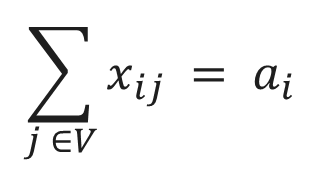 ∑_{j ∈V} x_{ij} = a_i